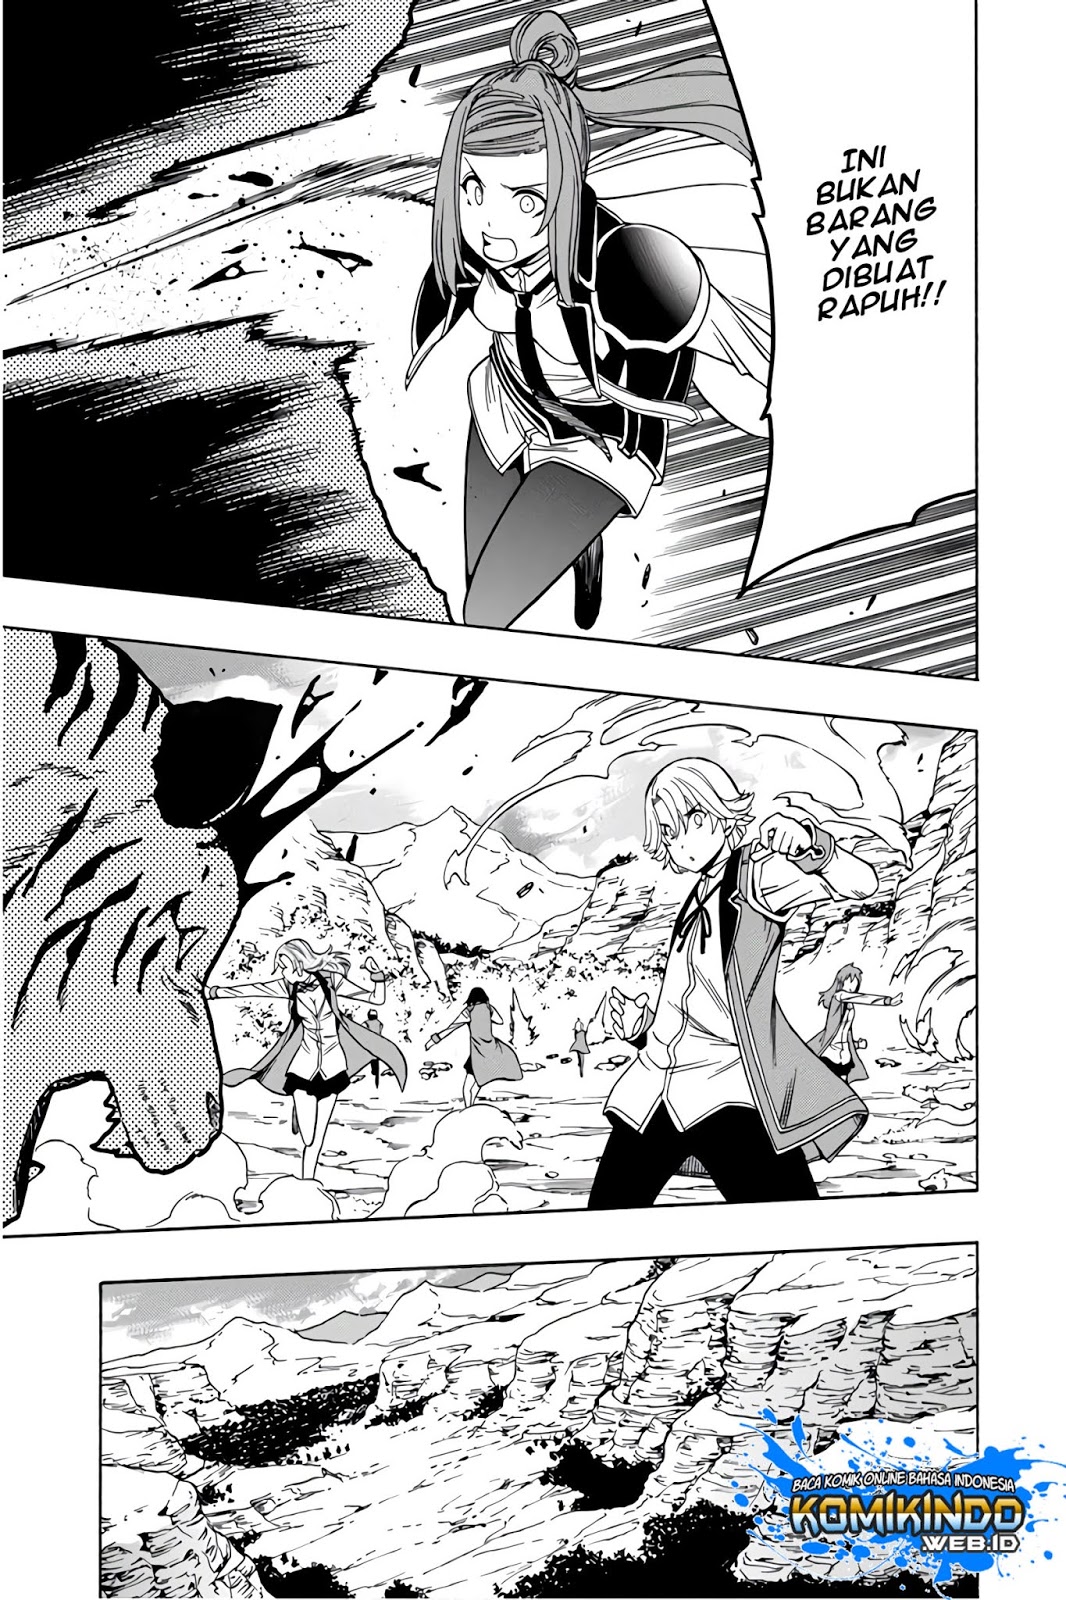 INI
BUKAN
BARANG
YANG
DIBUAT
RAPUH!!
BACA KOMIK ONLINE BAHASA INDONESIA
KOMIKINDO
WEB.ID